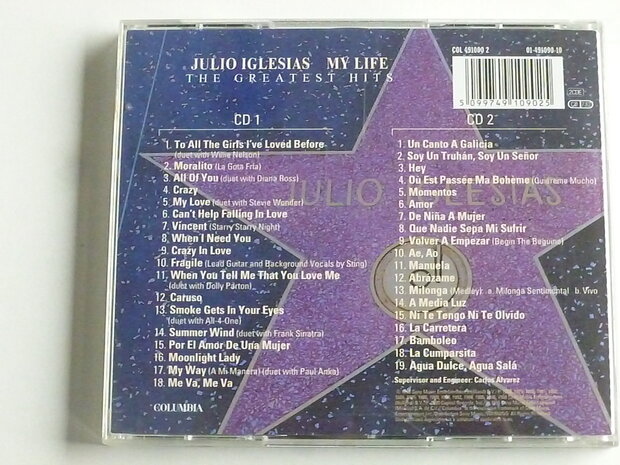 JULIO IGLESIAS MY LIFE
THE GREATEST HITS
COL 491090 2
01-491090-10
5 099749 109025
CD 1
1. To All The Girls I've Loved Before
(duet with Willie Nelson)
2. Moralito (La Gota Fria)
3. All Of You (duet with Diana Ross)
4. Crazy
5. My Love (duet with Stevie Wonder)
6. Can't Help Falling In Love
7. Vincent (Starry Starry Night)
8. When I Need You
9. Crazy In Love
10. Fragile (Lead Guitar and Background Vocals by Sting)
11. When You Tell Me That You Love Me
(duet with Dolly Parton)
12. Caruso
13. Smoke Gets In Your Eyes
(duet with All-4-One)
14. Summer Wind (duet with Frank Sinatra)
15. Por El Amor De Una Mujer
16. Moonlight Lady
17. My Way (A Mi Manera) (duet with Paul Anka)
18. Me Va, Me Va
COLUMBIA
CD 2
1. Un Canto A Galicia
2. Soy Un Truhán, Soy Un Señor
3. Hey
4. Où Est Passée Ma Bohème (Quiéreme Mucho)
5. Momentos
6. Amor
7. De Niña A Mujer
8. Que Nadie Sepa Mi Sufrir
9. Volver A Empezar (Begin The Beguine)
10. Ae, Ao
11. Manuela
12. Abrázame
13. Milonga (Medley): a. Milonga Sentimental b. Vivo
14. A Media Luz
15. Ni Te Tengo Ni Te Olvido
16. La Carretera
17. Bamboleo
18. La Cumparsita
19. Agua Dulce, Agua Salá
Supervisor and Engineer: Carlos Alvarez
JULIO IGLESIAS